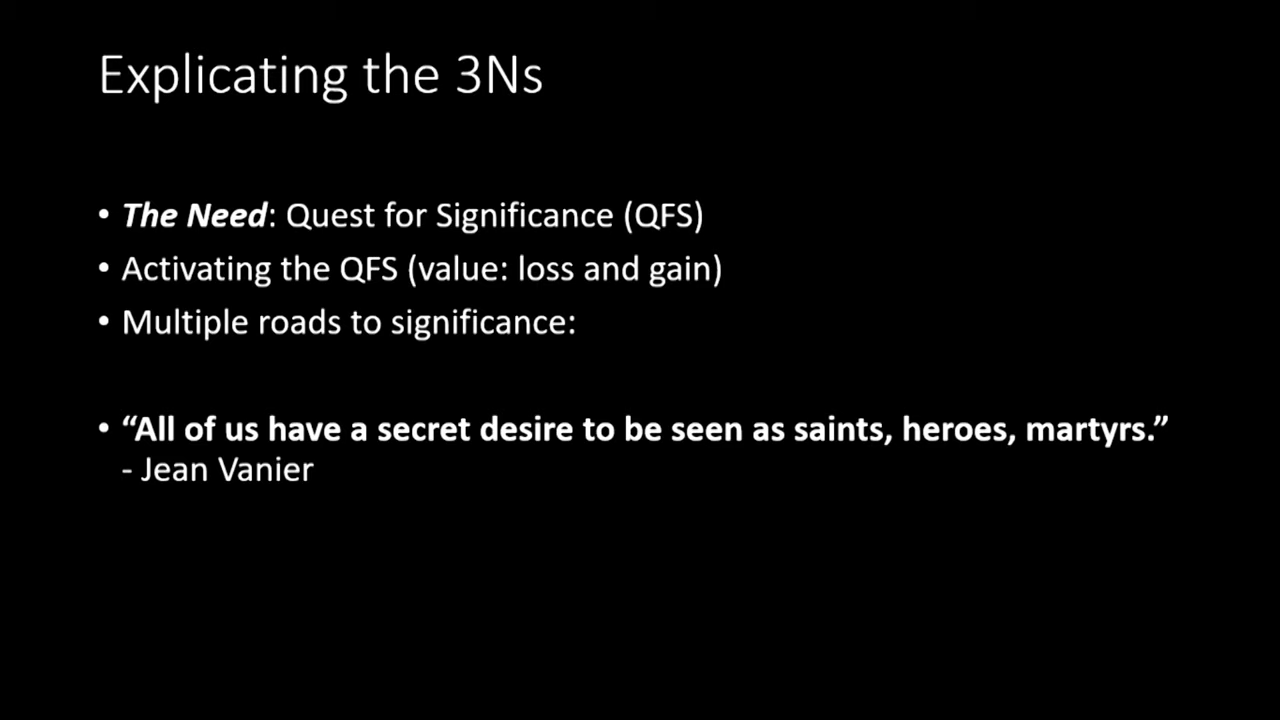 Explicating the 3Ns
• The Need: Quest for Significance (QFS)
• Activating the QFS (value: loss and gain)
• Multiple roads to significance:
• “All of us have a secret desire to be seen as saints, heroes, martyrs.”
- Jean Vanier